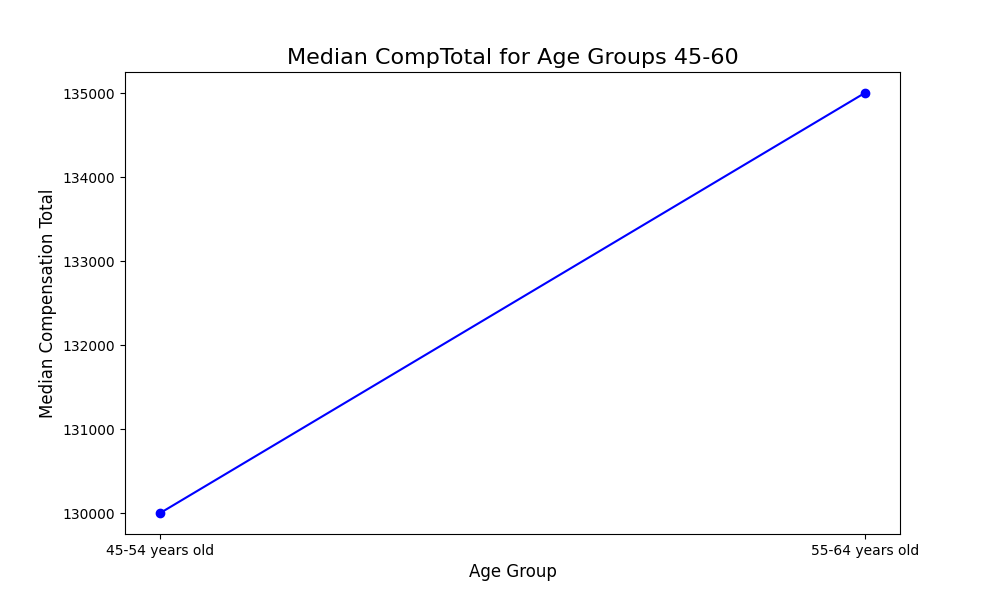 Median CompTotal for Age Groups 45-60
Median Compensation Total
135000
134000
133000
132000
131000
130000
45-54 years old
55-64 years old
Age Group